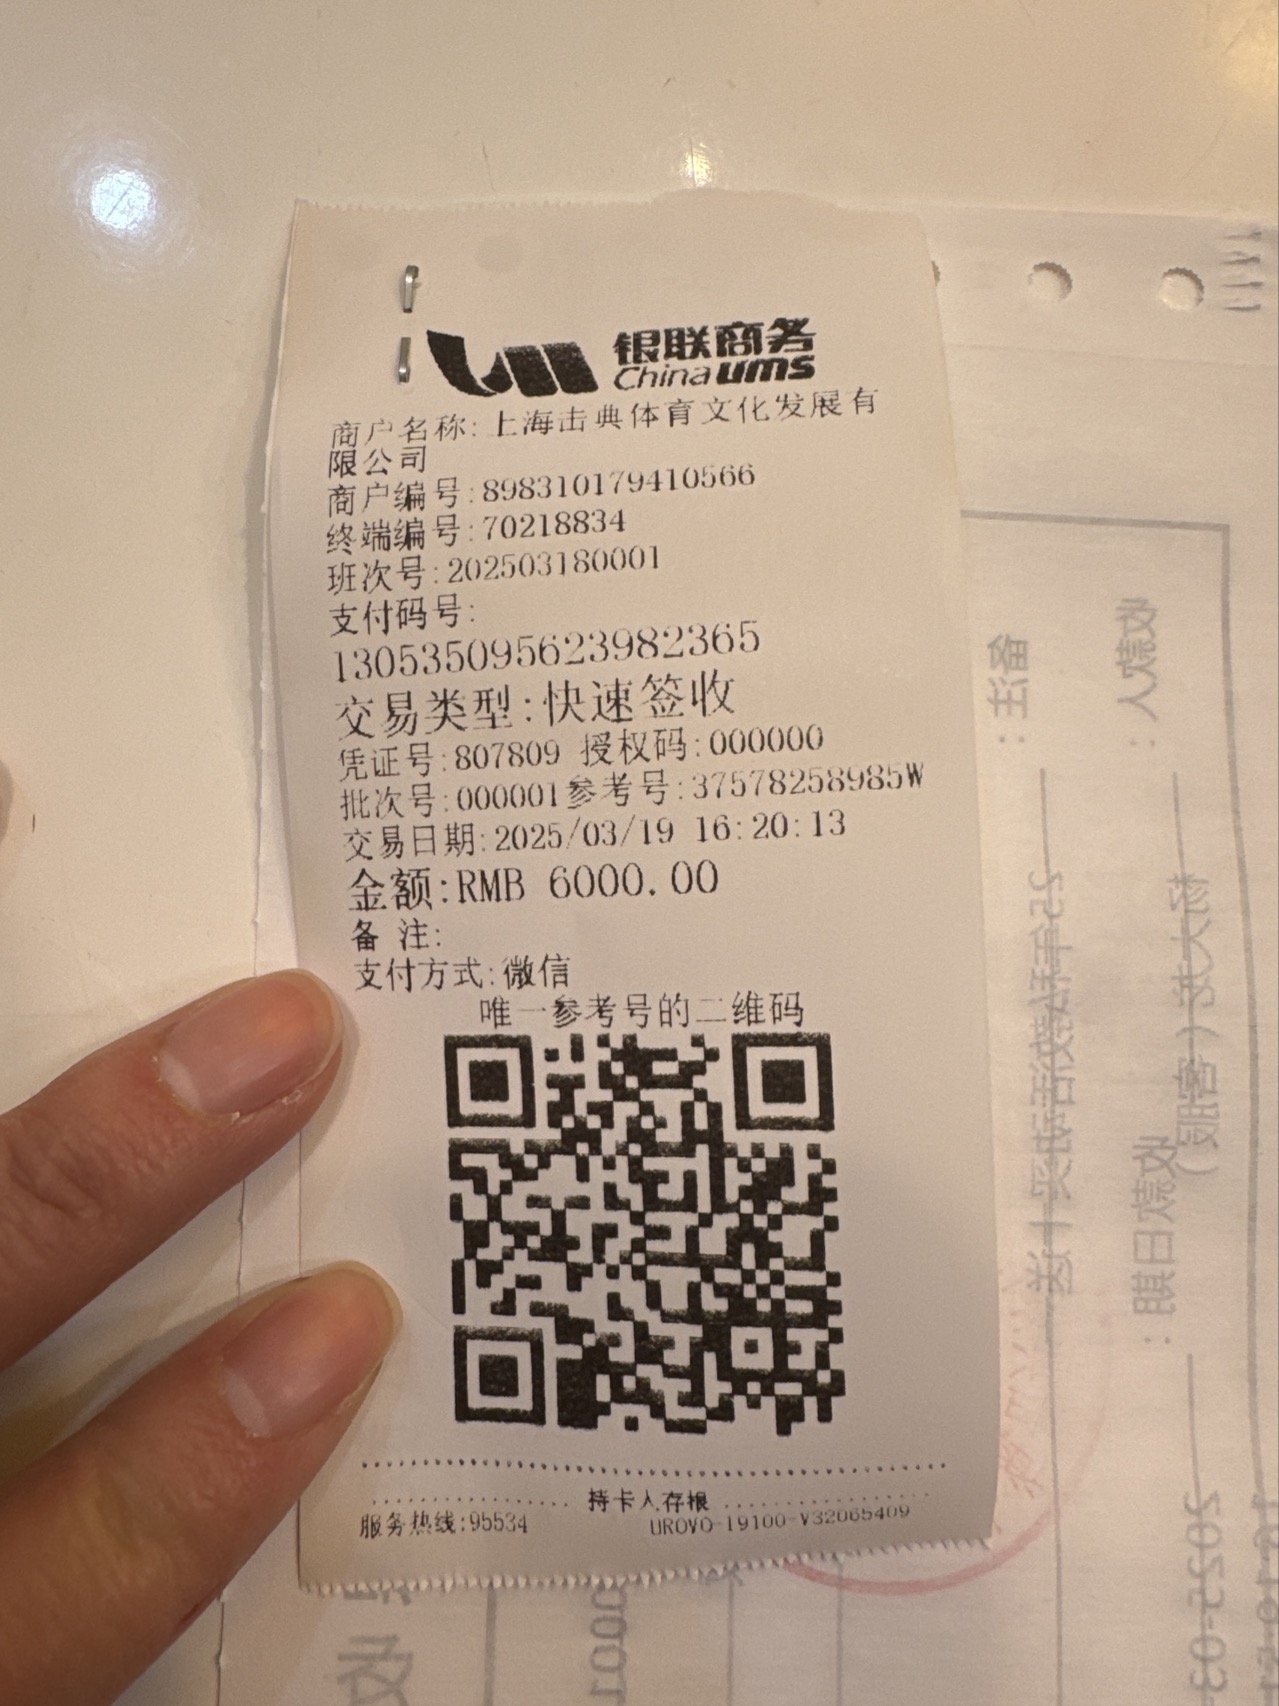 银联商务
China ums
商户名称:上海击典体育文化发展有
限公司
商户编号:898310179410566
终端编号:70218834
班次号:202503180001
支付码号:
130535095623982365
交易类型:快速签收
凭证号:807809 授权码:000000
批次号:000001参考号:37578258985W
交易日期:2025/03/19 16:20:13
金额:RMB 6000.00
备 注:
支付方式:微信
唯一参考号的二维码
持卡人存根
服务热线:95534
UROVO-I9100-V32065409